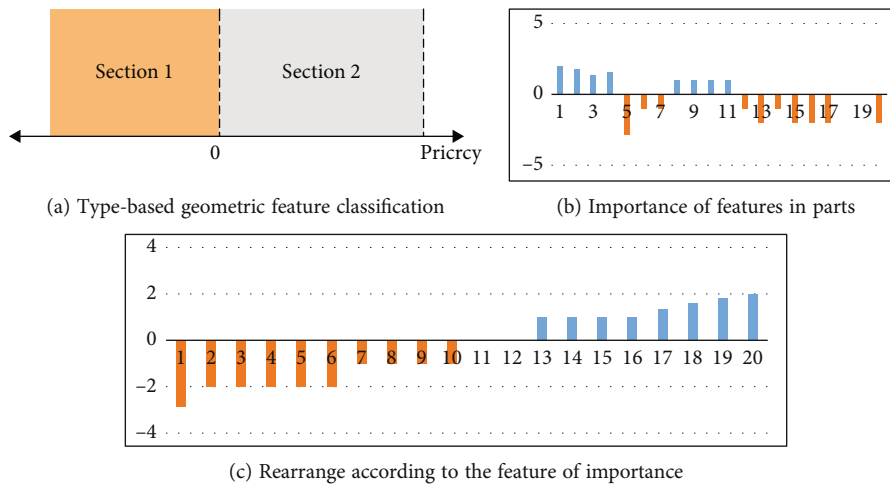 Section 1
Section 2
0
Pricrcy
(a) Type-based geometric feature classification
5
0
1 3 5 7 9 11 13 15 17 19
−5
(b) Importance of features in parts
4
2
0
1 2 3 4 5 6 7 8 9 10 11 12 13 14 15 16 17 18 19 20
−2
−4
(c) Rearrange according to the feature of importance